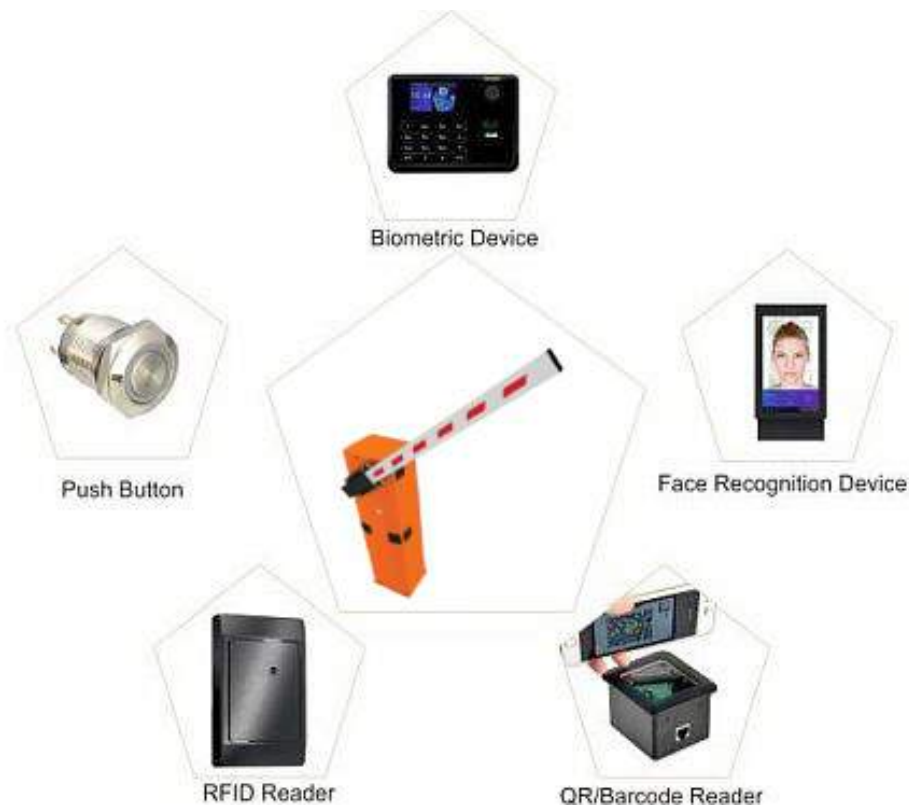 Biometric Device
Push Button
Face Recognition Device
RFID Reader
QR/Barcode Reader